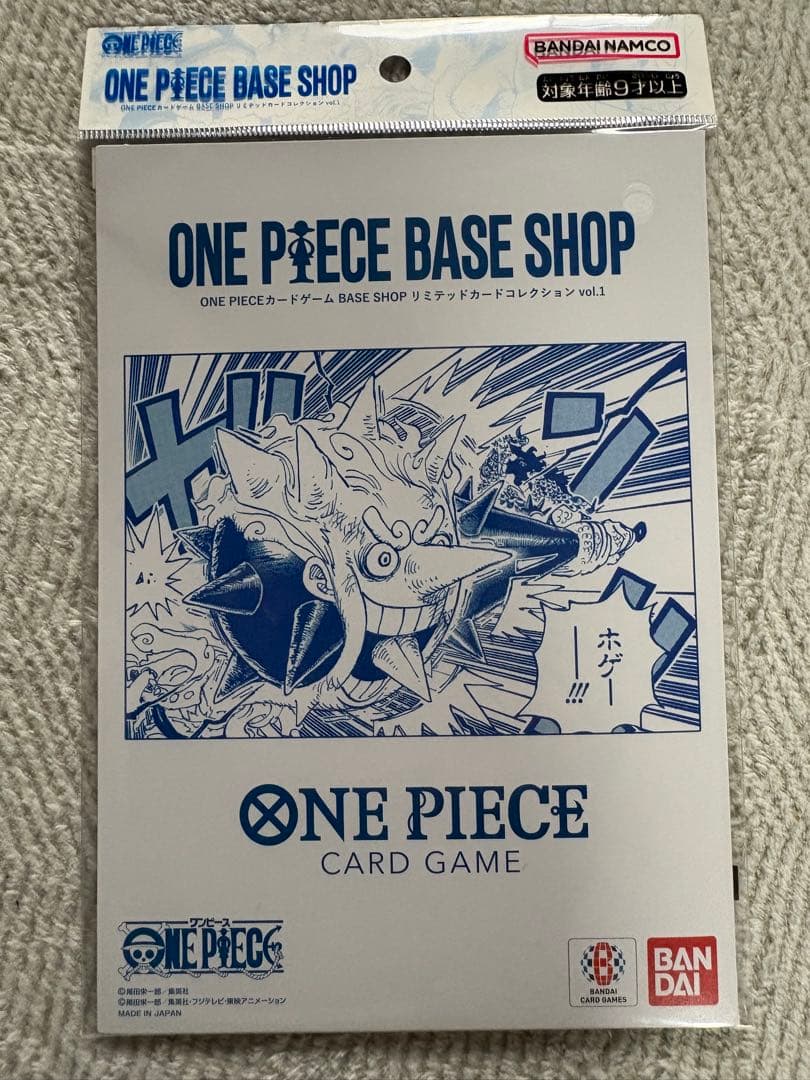 ONE PIECE
BANDAI NAMCO
ONE PIECE BASE SHOP
ONE PIECEカードゲーム BASE SHOP リミテッドカードコレクション vol.1
対象年齢9才以上
ONE PIECE BASE SHOP
ONE PIECEカードゲーム BASE SHOP リミテッドカードコレクション vol.1
ホゲーー!!!
ONE PIECE
CARD GAME
ワンピース
ONE PIECE
©尾田栄一郎/集英社
©尾田栄一郎/集英社・フジテレビ・東映アニメーション
MADE IN JAPAN
BANDAI
CARD GAMES
BAN
DAI